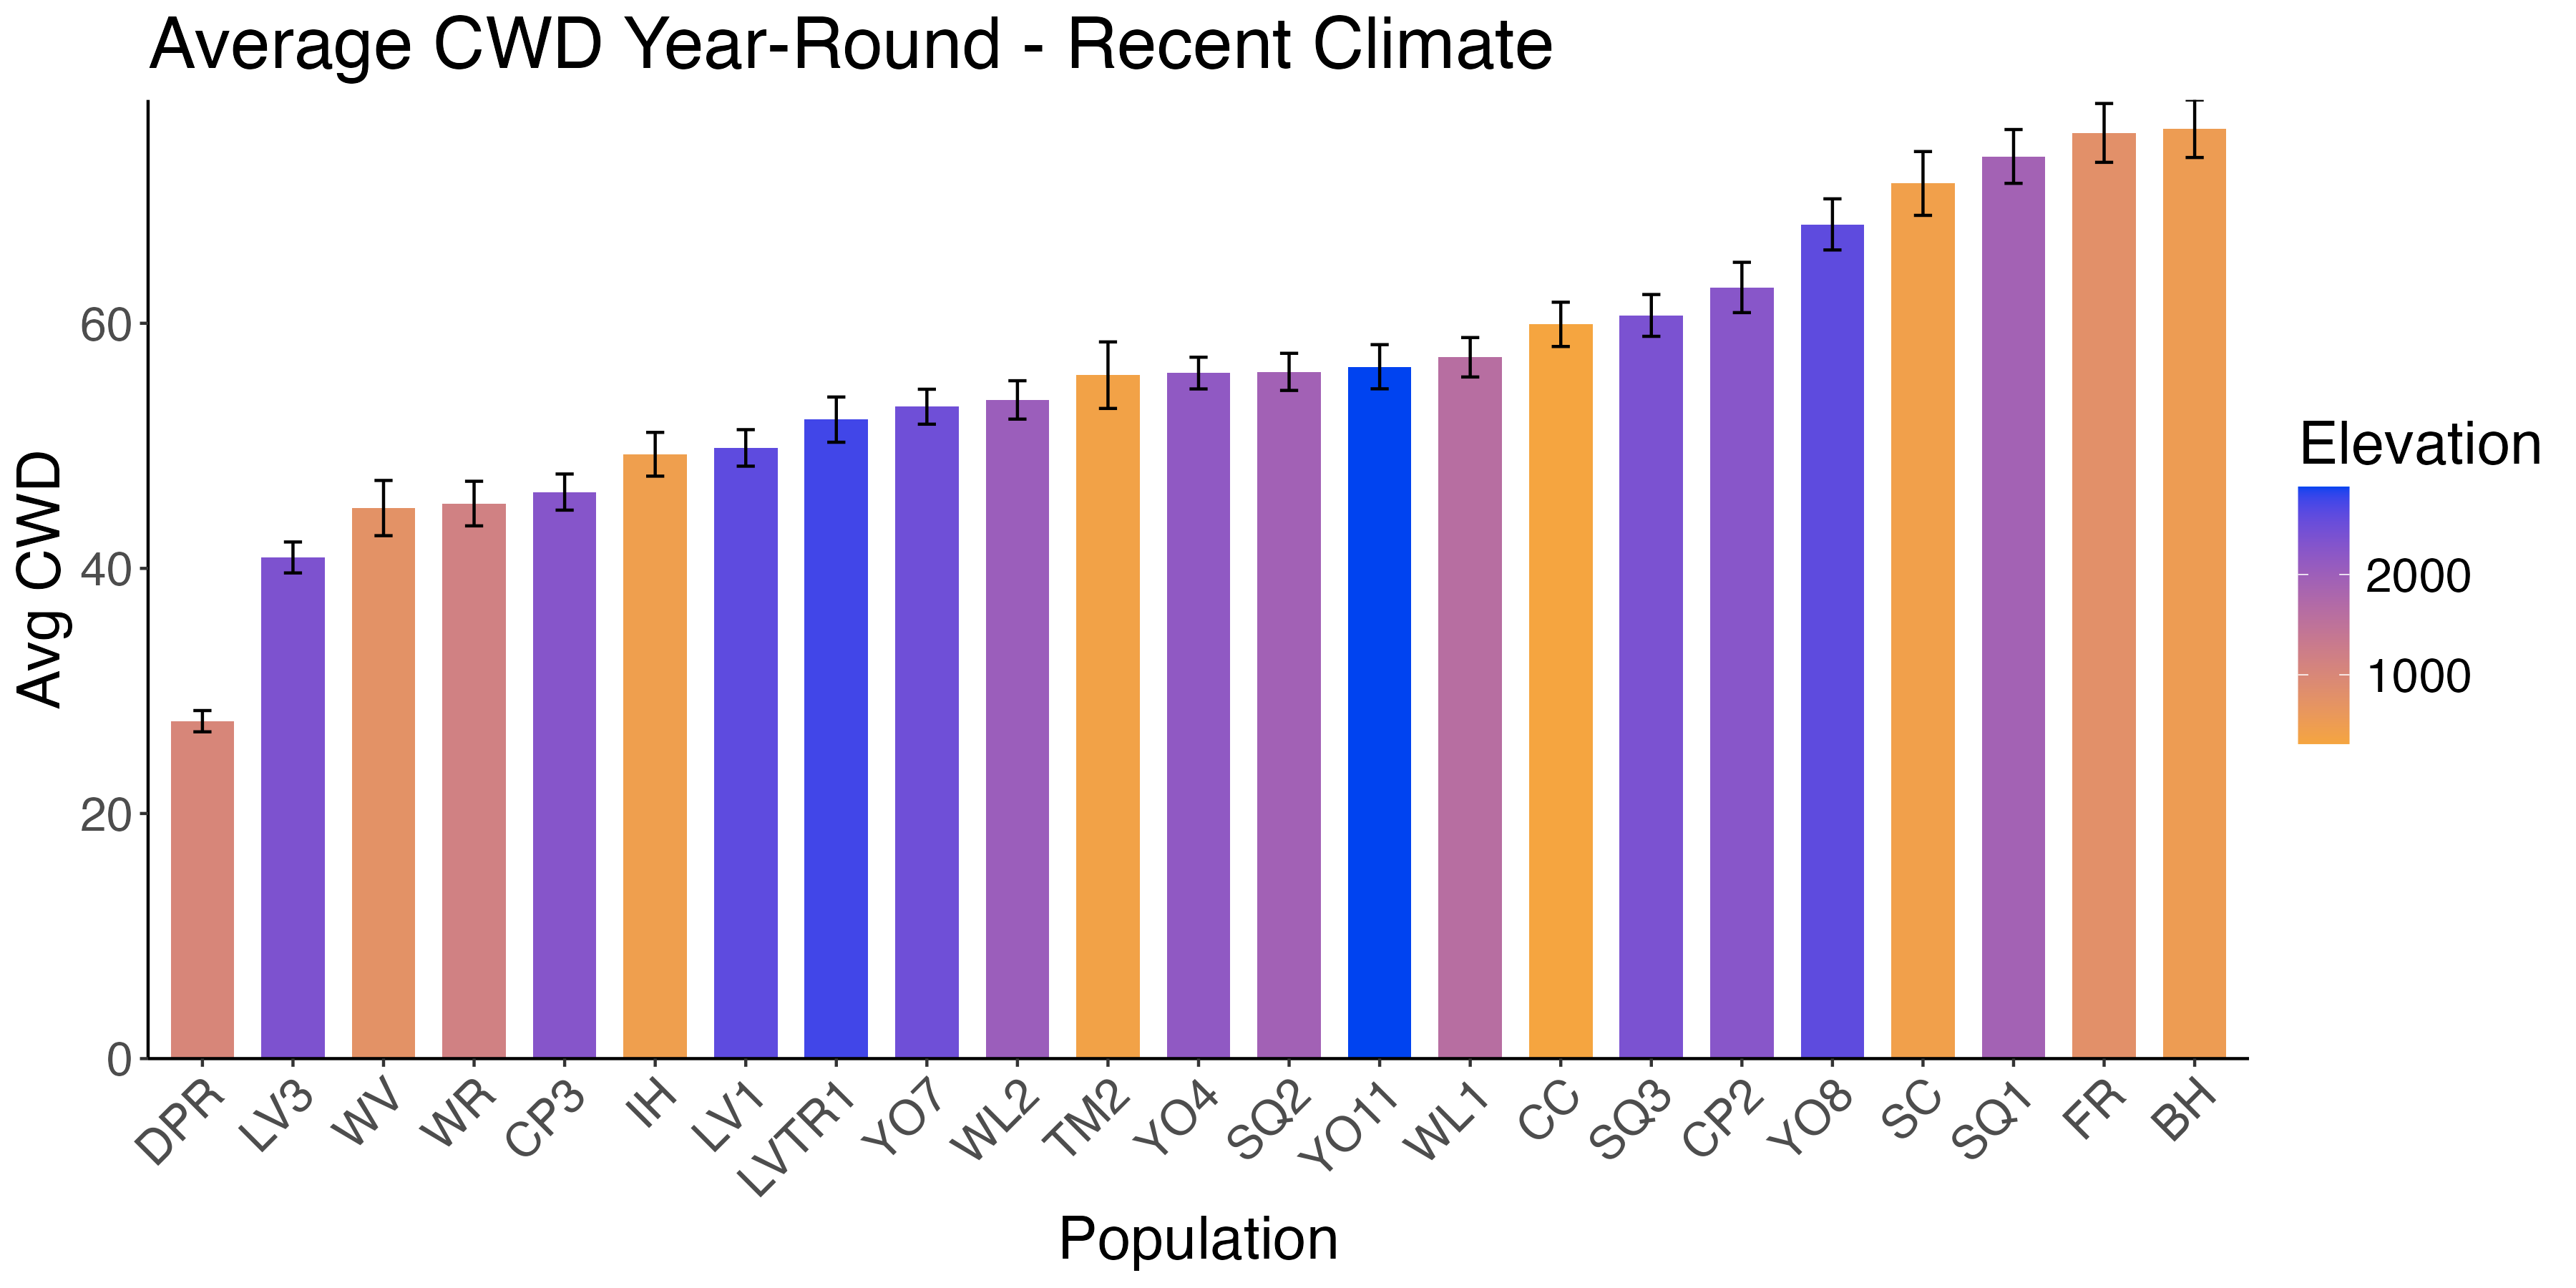 Average CWD Year-Round - Recent Climate
Avg CWD
60
40
20
0
DPR
LV3
WV
WR
CP3
IH
LV1
LVTR1
YO7
WL2
TM2
YO4
SQ2
YO11
WL1
CC
SQ3
CP2
YO8
SC
SQ1
FR
BH
Population
Elevation
2000
1000